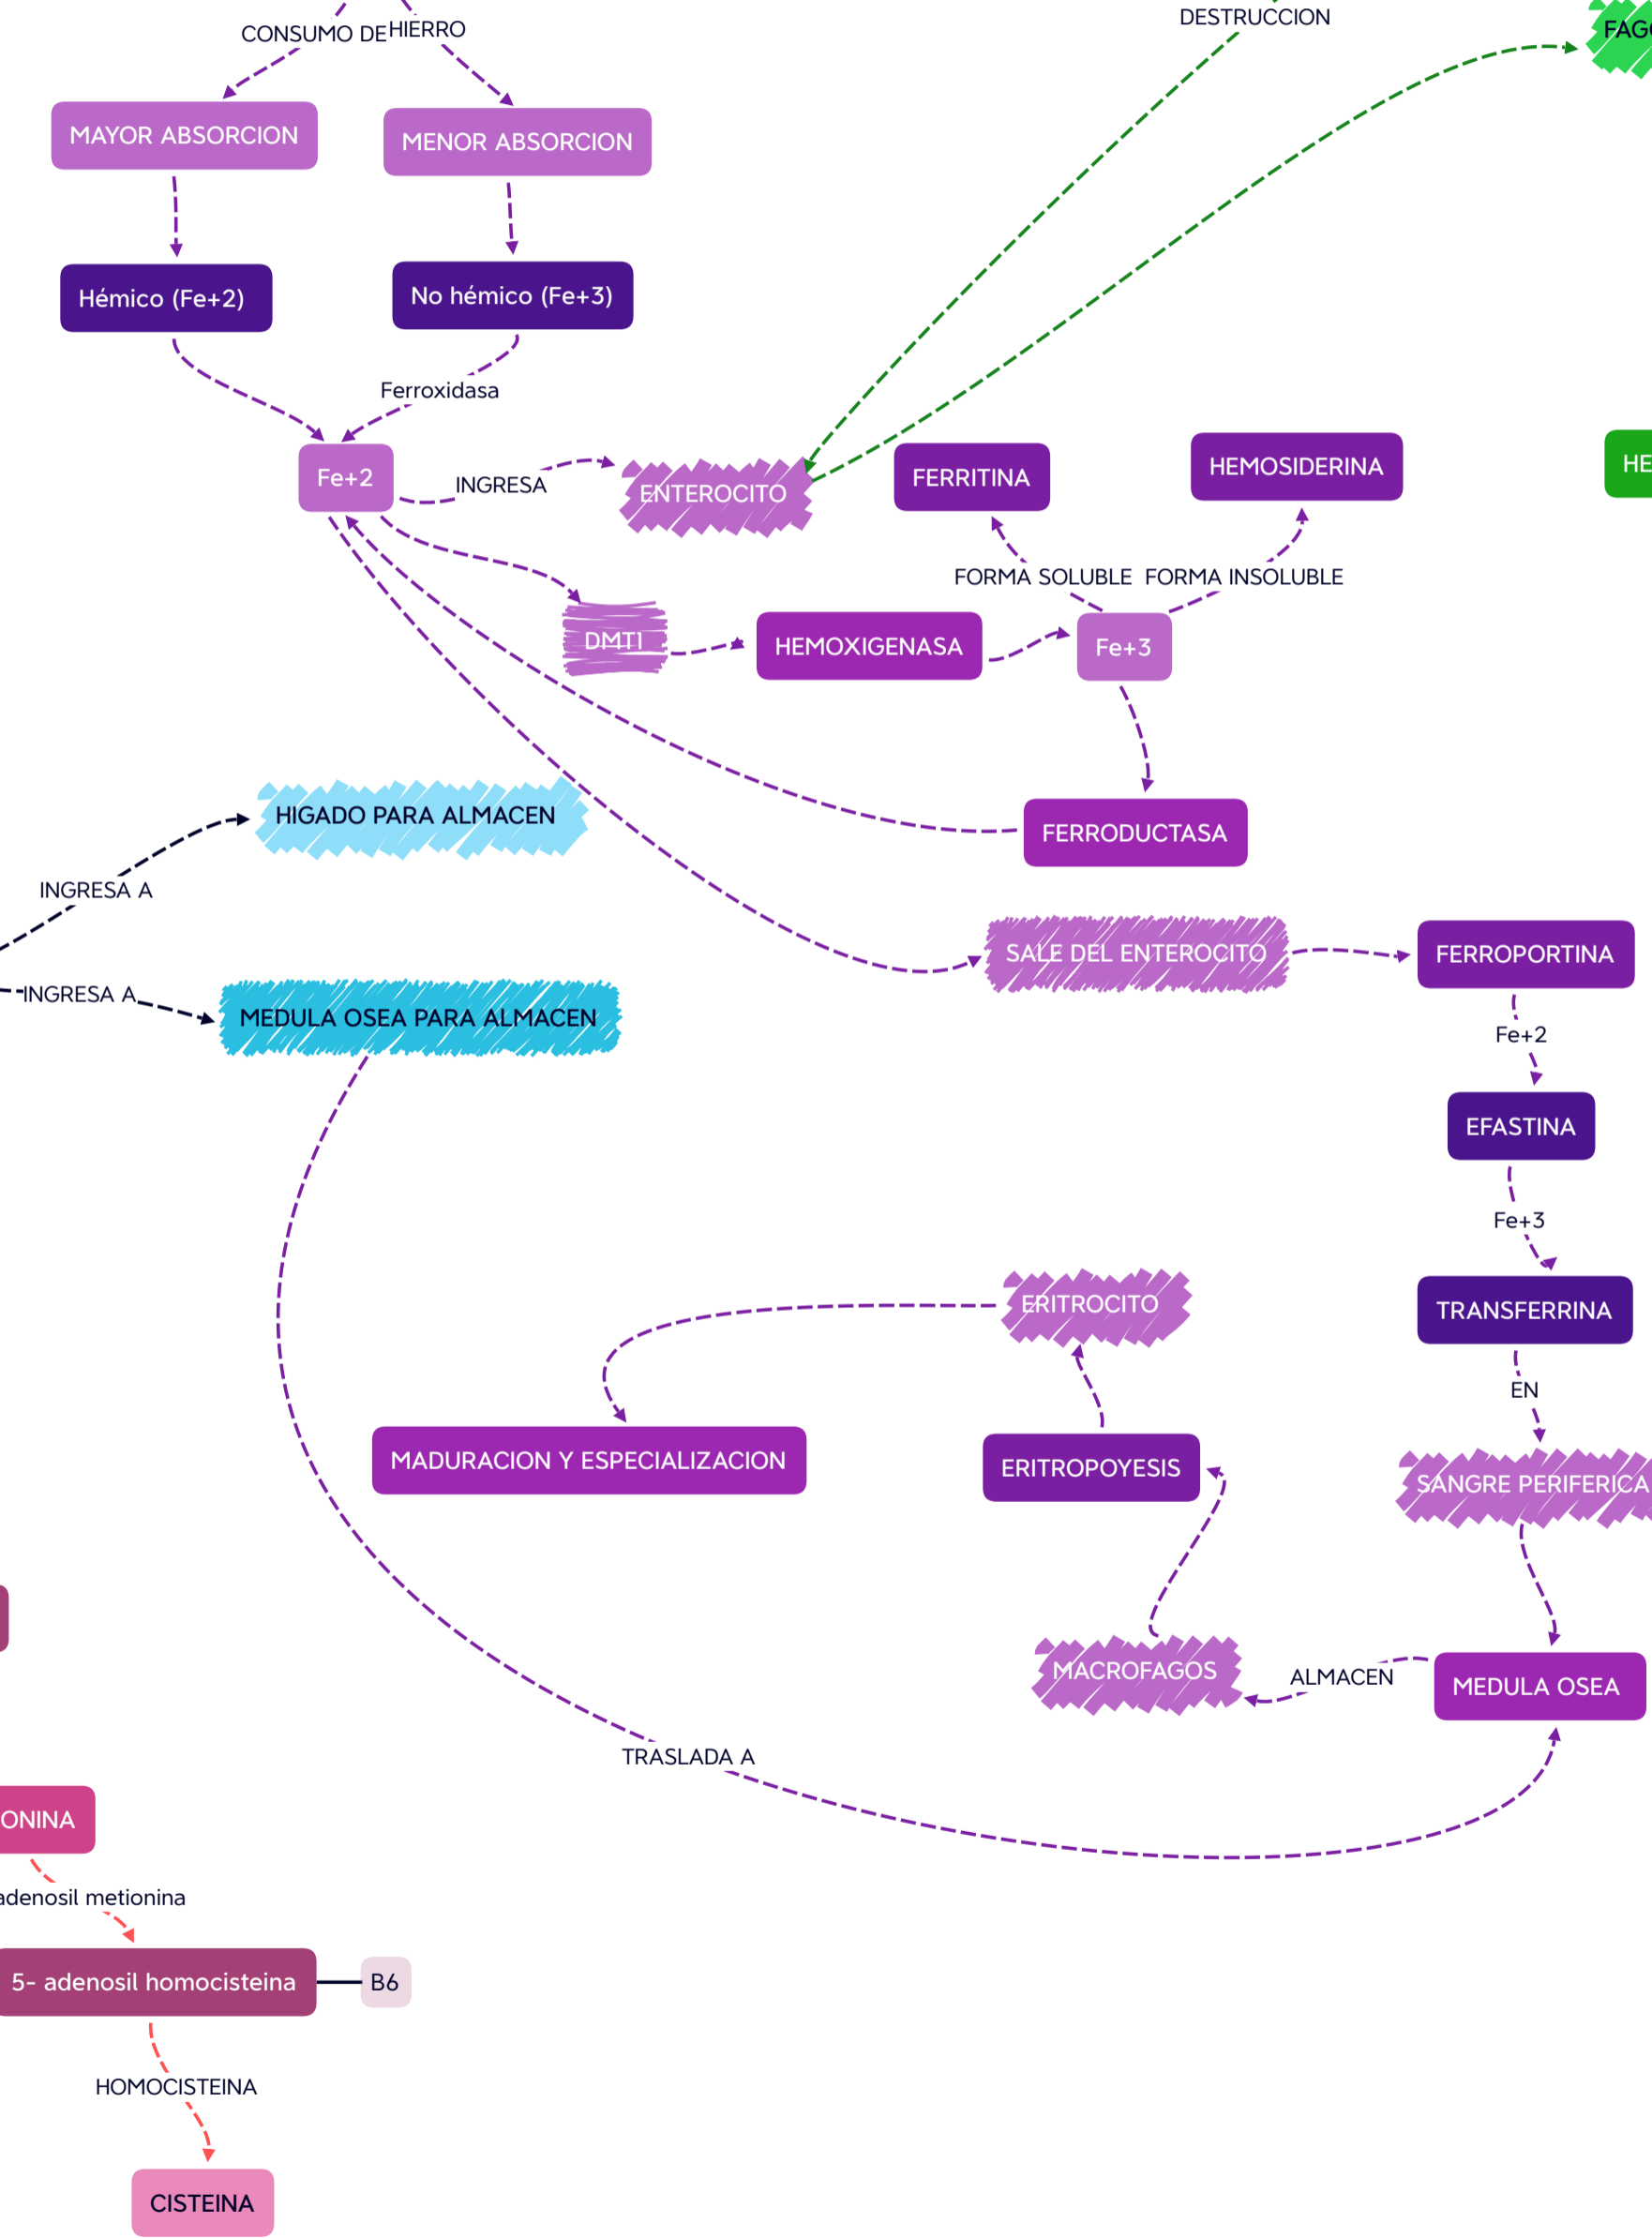 DESTRUCCION
CONSUMO DE HIERRO
MAYOR ABSORCION
MENOR ABSORCION
Hémico (Fe+2)
No hémico (Fe+3)
Ferroxidasa
Fe+2
INGRESA
ENTEROCITO
FERRITINA
HEMOSIDERINA
FORMA SOLUBLE
FORMA INSOLUBLE
DMT1
HEMOXIGENASA
Fe+3
FERRODUCTASA
HIGADO PARA ALMACEN
INGRESA A
SALE DEL ENTEROCITO
FERROPORTINA
INGRESA A
MEDULA OSEA PARA ALMACEN
Fe+2
EFASTINA
Fe+3
TRANSFERRINA
ERITROCITO
EN
MADURACION Y ESPECIALIZACION
ERITROPOYESIS
SANGRE PERIFERICA
MACROFAGOS
ALMACEN
MEDULA OSEA
TRASLADA A
ONINA
adenosil metionina
5- adenosil homocisteina
B6
HOMOCISTEINA
CISTEINA